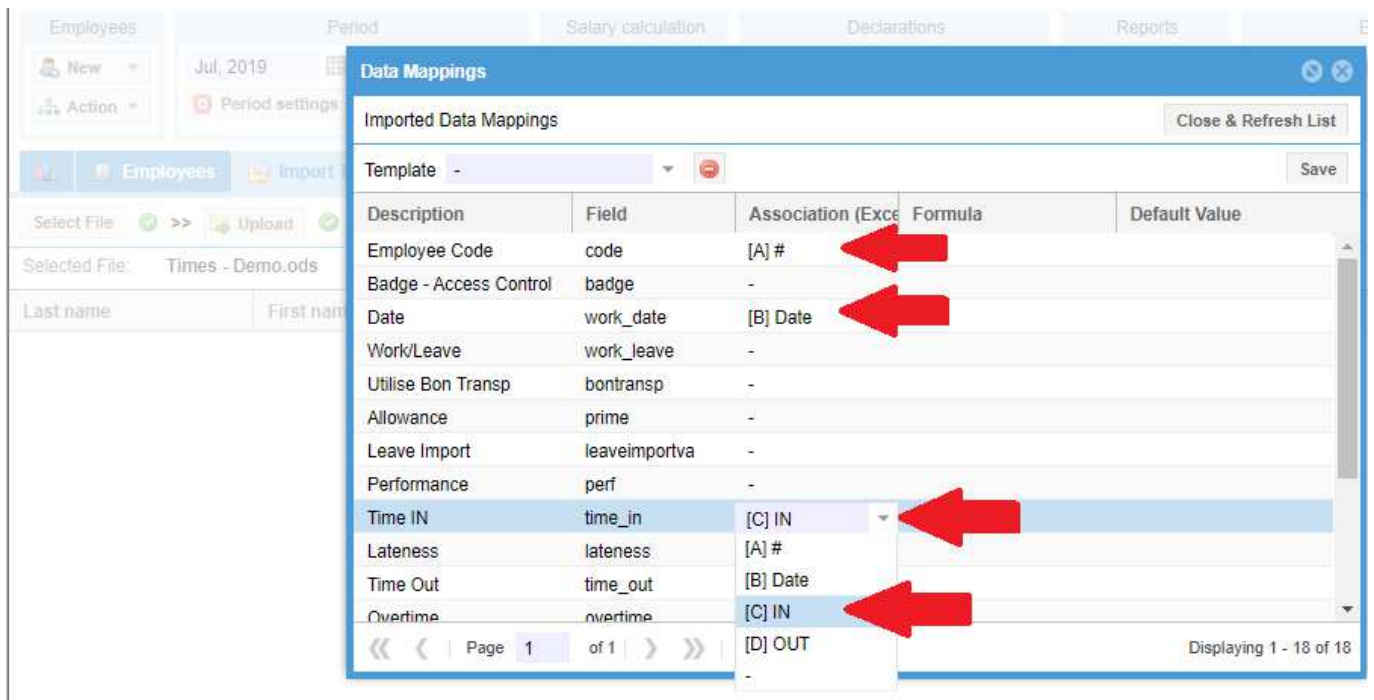 Employees Period Salary calculation Declarations Reports E
New Jul, 2019
Action Period settings
Data Mappings
Imported Data Mappings Close & Refresh List
Employees Import T
Template - Save
Select File >> Upload
Description Field Association (Exce Formula Default Value
Employee Code code [A] #
Selected File: Times - Demo.ods
Badge - Access Control badge -
Last name First nam
Date work_date [B] Date
Work/Leave work_leave -
Utilise Bon Transp bontransp -
Allowance prime -
Leave Import leaveimportva -
Performance perf -
Time IN time_in [C] IN
Lateness lateness [A] #
Time Out time_out [B] Date
Overtime overtime [C] IN
Page 1 of 1 [D] OUT Displaying 1 - 18 of 18
-